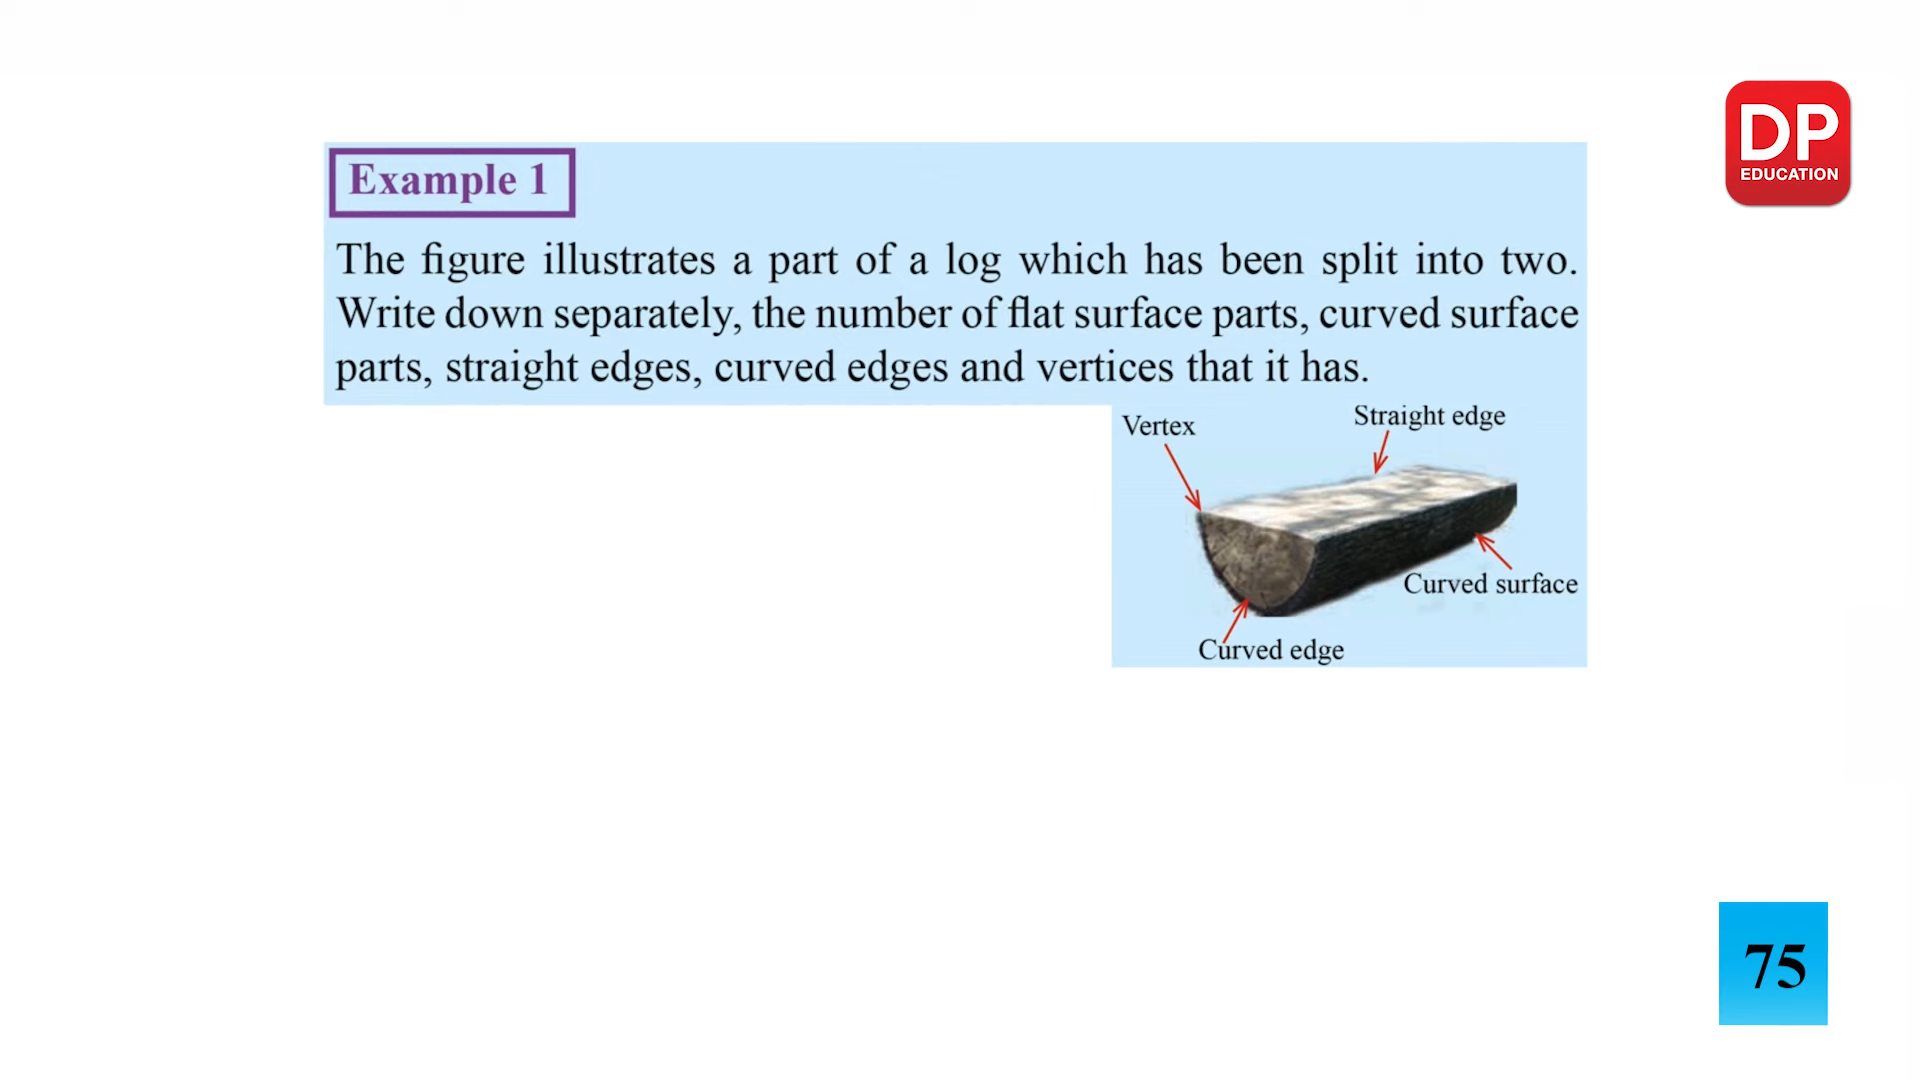 DP
EDUCATION
Example 1
The figure illustrates a part of a log which has been split into two.
Write down separately, the number of flat surface parts, curved surface
parts, straight edges, curved edges and vertices that it has.
Vertex
Straight edge
Curved surface
Curved edge
75